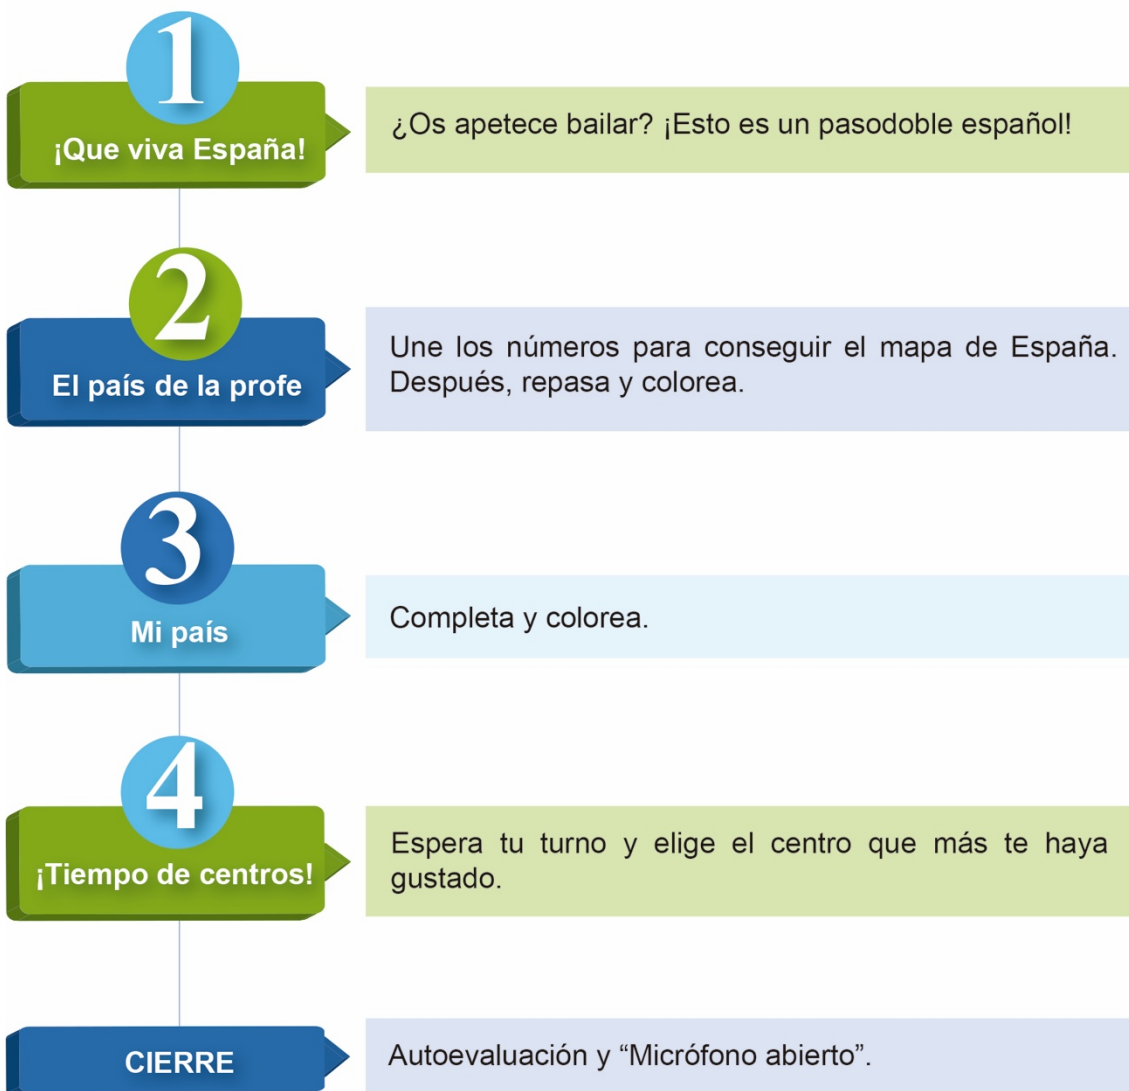 1
¡Que viva España!
¿Os apetece bailar? ¡Esto es un pasodoble español!
2
El país de la profe
Une los números para conseguir el mapa de España.
Después, repasa y colorea.
3
Mi país
Completa y colorea.
4
¡Tiempo de centros!
Espera tu turno y elige el centro que más te haya
gustado.
CIERRE
Autoevaluación y “Micrófono abierto”.